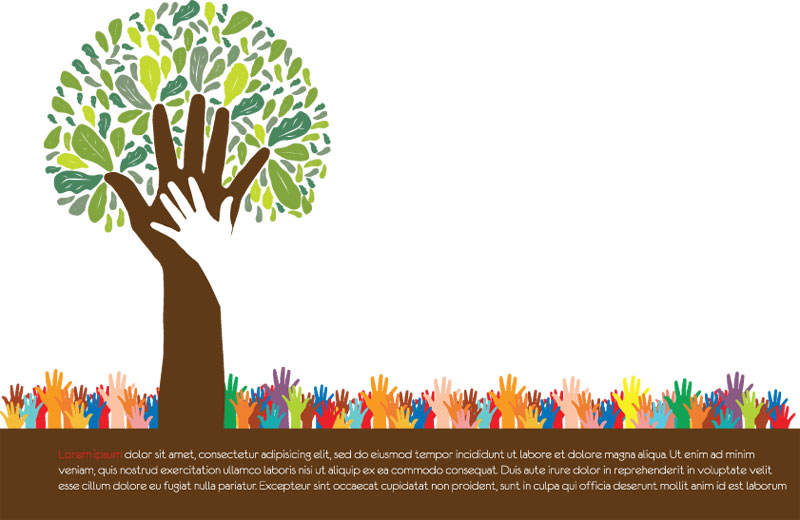 Lorem ipsum dolor sit amet, consectetur adipisicing elit, sed do eiusmod tempor incididunt ut labore et dolore magna aliqua. Ut enim ad minim
veniam, quis nostrud exercitation ullamco laboris nisi ut aliquip ex ea commodo consequat. Duis aute irure dolor in reprehenderit in voluptate velit
esse cillum dolore eu fugiat nulla pariatur. Excepteur sint occaecat cupidatat non proident, sunt in culpa qui officia deserunt mollit anim id est laborum